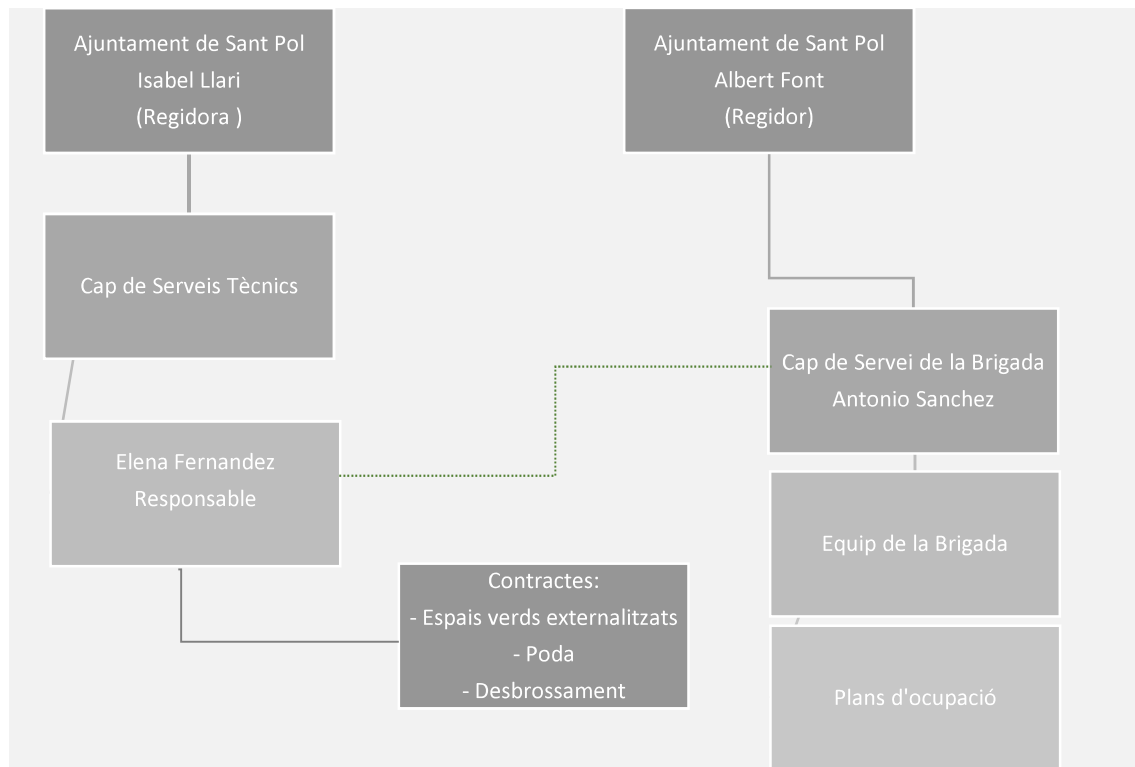 Ajuntament de Sant Pol
Isabel Llari
(Regidora )
Ajuntament de Sant Pol
Albert Font
(Regidor)
Cap de Serveis Tècnics
Cap de Servei de la Brigada
Antonio Sanchez
Elena Fernandez
Responsable
Equip de la Brigada
Contractes:
- Espais verds externalitzats
- Poda
- Desbrossament
Plans d'ocupació